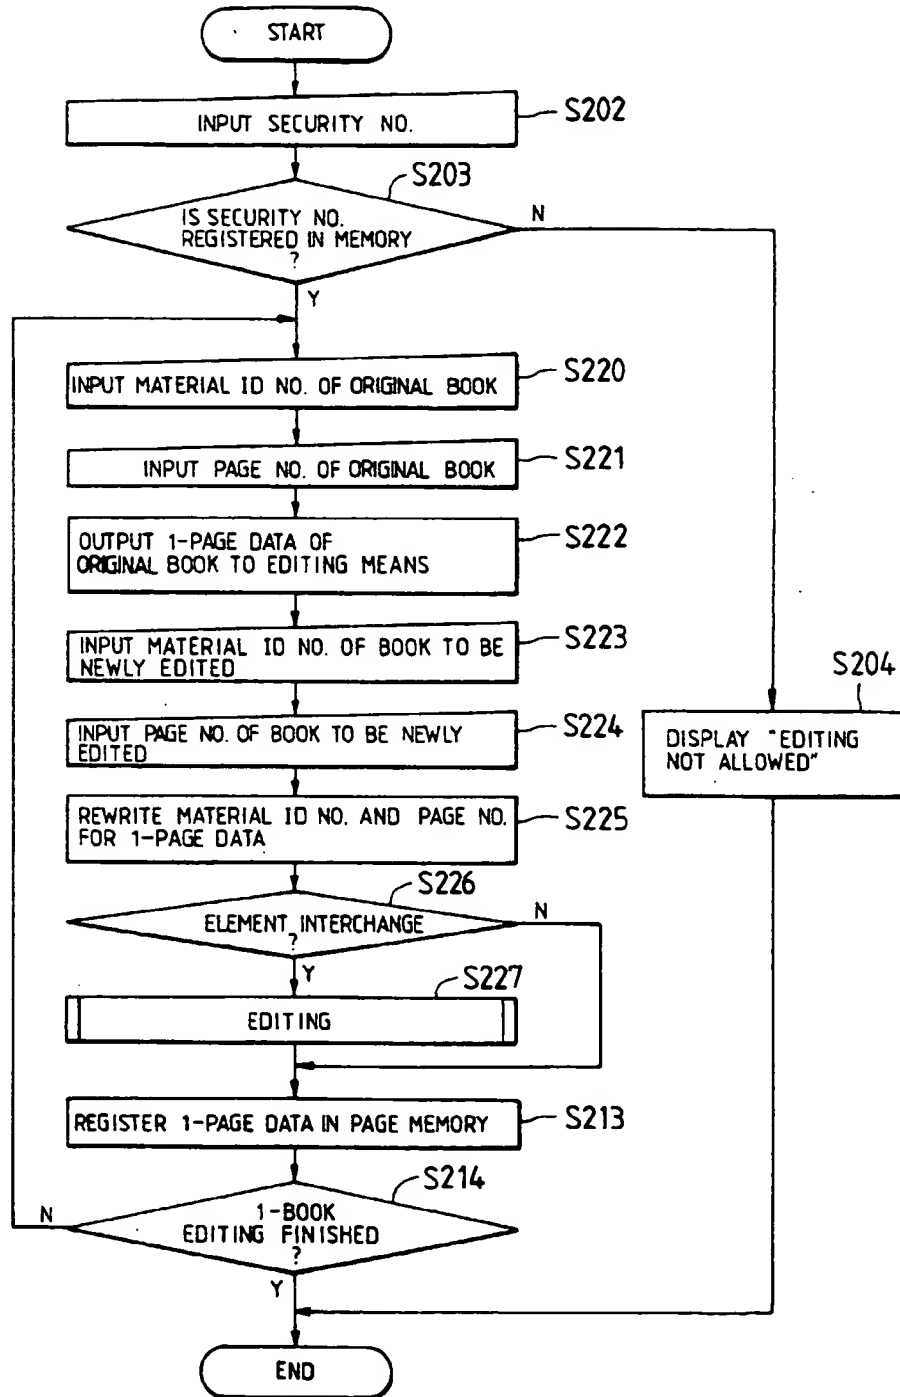 START
INPUT SECURITY NO.
S202
S203
IS SECURITY NO.
REGISTERED IN MEMORY
?
N
Y
INPUT MATERIAL ID NO. OF ORIGINAL BOOK
S220
INPUT PAGE NO. OF ORIGINAL BOOK
S221
OUTPUT 1-PAGE DATA OF
ORIGINAL BOOK TO EDITING MEANS
S222
INPUT MATERIAL ID NO. OF BOOK TO BE
NEWLY EDITED
S223
INPUT PAGE NO. OF BOOK TO BE NEWLY
EDITED
S224
S204
DISPLAY "EDITING
NOT ALLOWED"
REWRITE MATERIAL ID NO. AND PAGE NO.
FOR 1-PAGE DATA
S225
S226
ELEMENT INTERCHANGE
?
N
Y
S227
EDITING
REGISTER 1-PAGE DATA IN PAGE MEMORY
S213
S214
1-BOOK
EDITING FINISHED
?
N
Y
END